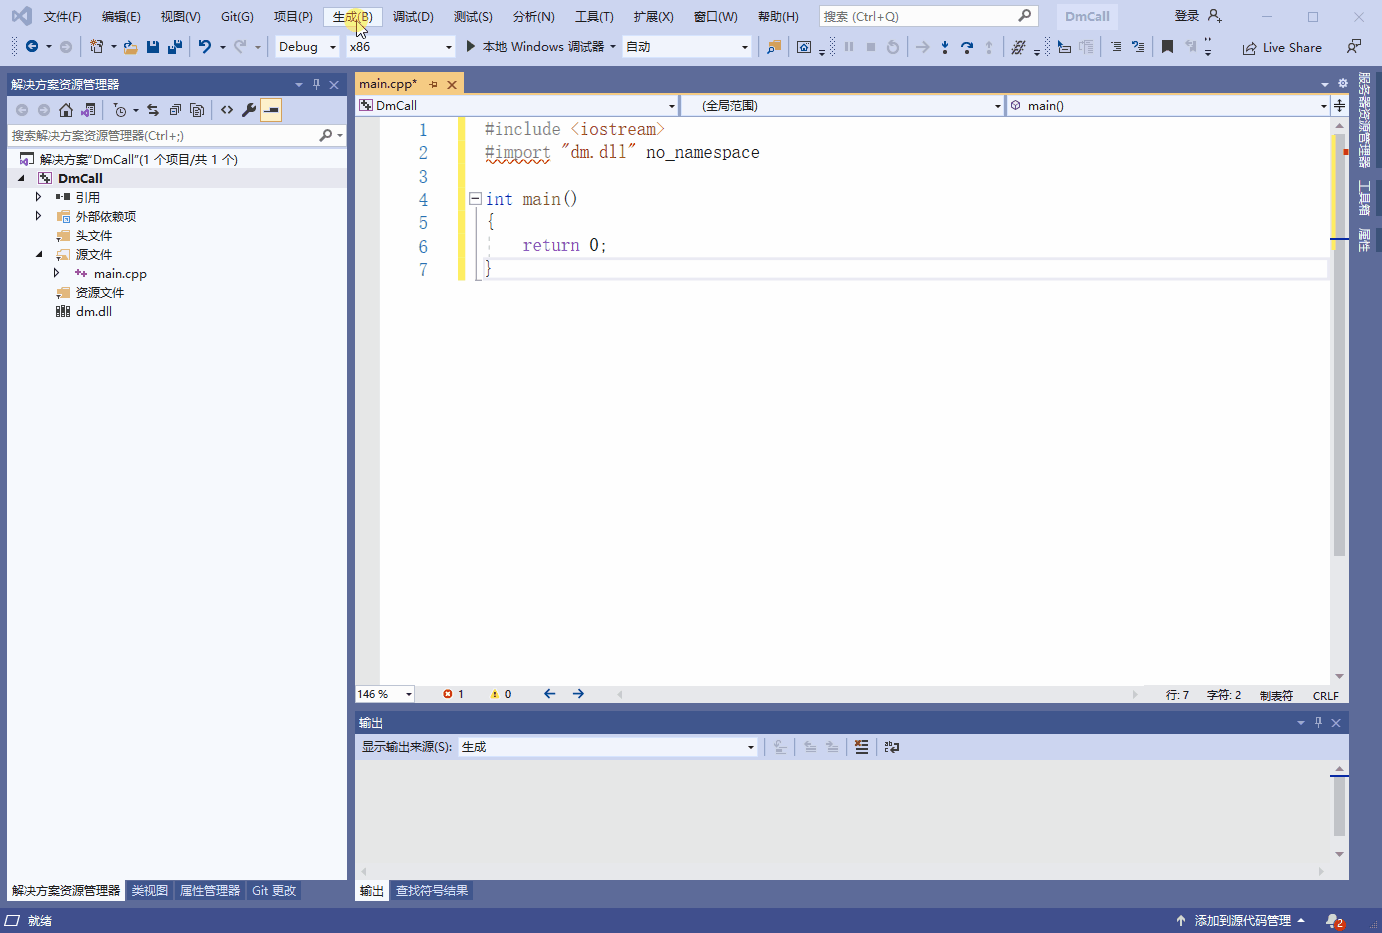 文件(F) 编辑(E) 视图(V) Git(G) 项目(P) 生成(B) 调试(D) 测试(S) 分析(N) 工具(T) 扩展(X) 窗口(W) 帮助(H) 搜索 (Ctrl+Q) DmCall 登录
Debug x86 本地 Windows 调试器 自动 Live Share
解决方案资源管理器
搜索解决方案资源管理器(Ctrl+;)
解决方案"DmCall"(1 个项目/共 1 个)
DmCall
引用
外部依赖项
头文件
源文件
main.cpp
资源文件
dm.dll
解决方案资源管理器 类视图 属性管理器 Git 更改
main.cpp*
DmCall (全局范围) main()
1 #include <iostream>
2 #import "dm.dll" no_namespace
3
4 int main()
5 {
6 return 0;
7 }
146 % 1 0 行: 7 字符: 2 制表符 CRLF
输出
显示输出来源(S): 生成
输出 查找符号结果
服务器资源管理器
工具箱
属性
就绪 添加到源代码管理 2